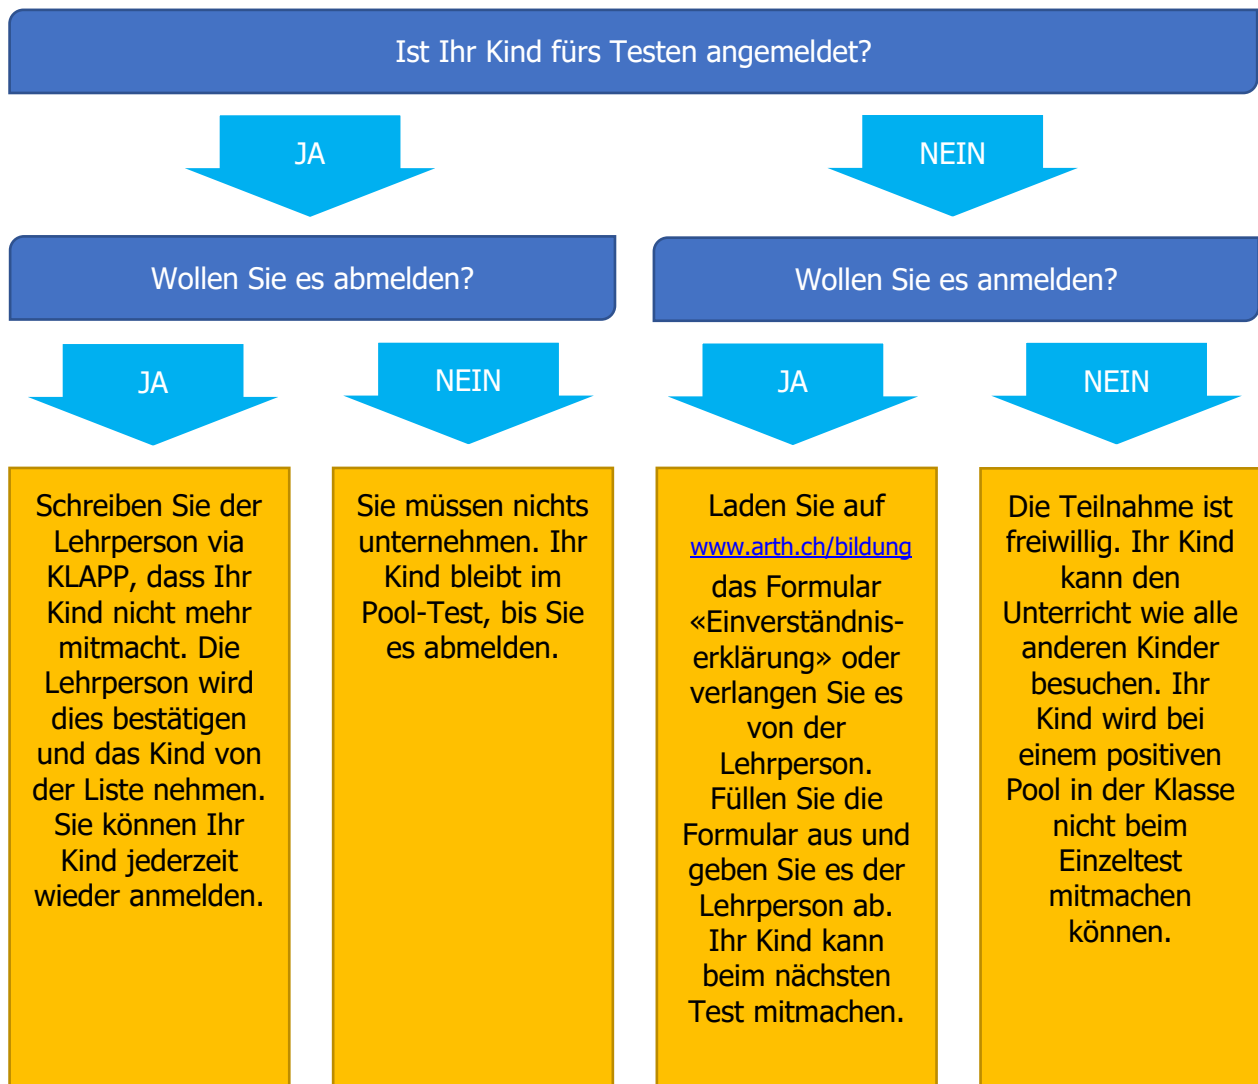 Ist Ihr Kind fürs Testen angemeldet?
JA
NEIN
Wollen Sie es abmelden?
Wollen Sie es anmelden?
JA
NEIN
JA
NEIN
Schreiben Sie der
Lehrperson via
KLAPP, dass Ihr
Kind nicht mehr
mitmacht. Die
Lehrperson wird
dies bestätigen
und das Kind von
der Liste nehmen.
Sie können Ihr
Kind jederzeit
wieder anmelden.
Sie müssen nichts
unternehmen. Ihr
Kind bleibt im
Pool-Test, bis Sie
es abmelden.
Laden Sie auf
www.arth.ch/bildung
das Formular
«Einverständnis-
erklärung» oder
verlangen Sie es
von der
Lehrperson.
Füllen Sie die
Formular aus und
geben Sie es der
Lehrperson ab.
Ihr Kind kann
beim nächsten
Test mitmachen.
Die Teilnahme ist
freiwillig. Ihr Kind
kann den
Unterricht wie alle
anderen Kinder
besuchen. Ihr
Kind wird bei
einem positiven
Pool in der Klasse
nicht beim
Einzeltest
mitmachen
können.